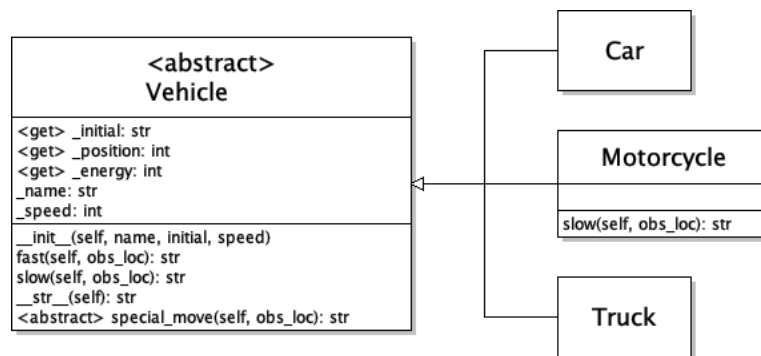 <abstract>
Vehicle
<get> _initial: str
<get> _position: int
<get> _energy: int
_name: str
_speed: int
__init__(self, name, initial, speed)
fast(self, obs_loc): str
slow(self, obs_loc): str
__str__(self): str
<abstract> special_move(self, obs_loc): str
Car
Motorcycle
slow(self, obs_loc): str
Truck